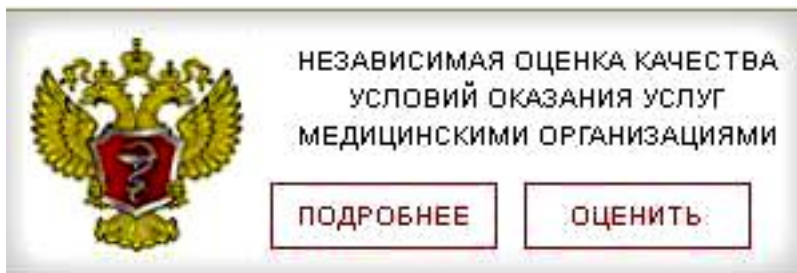 НЕЗАВИСИМАЯ ОЦЕНКА КАЧЕСТВА
УСЛОВИЙ ОКАЗАНИЯ УСЛУГ
МЕДИЦИНСКИМИ ОРГАНИЗАЦИЯМИ
ПОДРОБНЕЕ ОЦЕНИТЬ